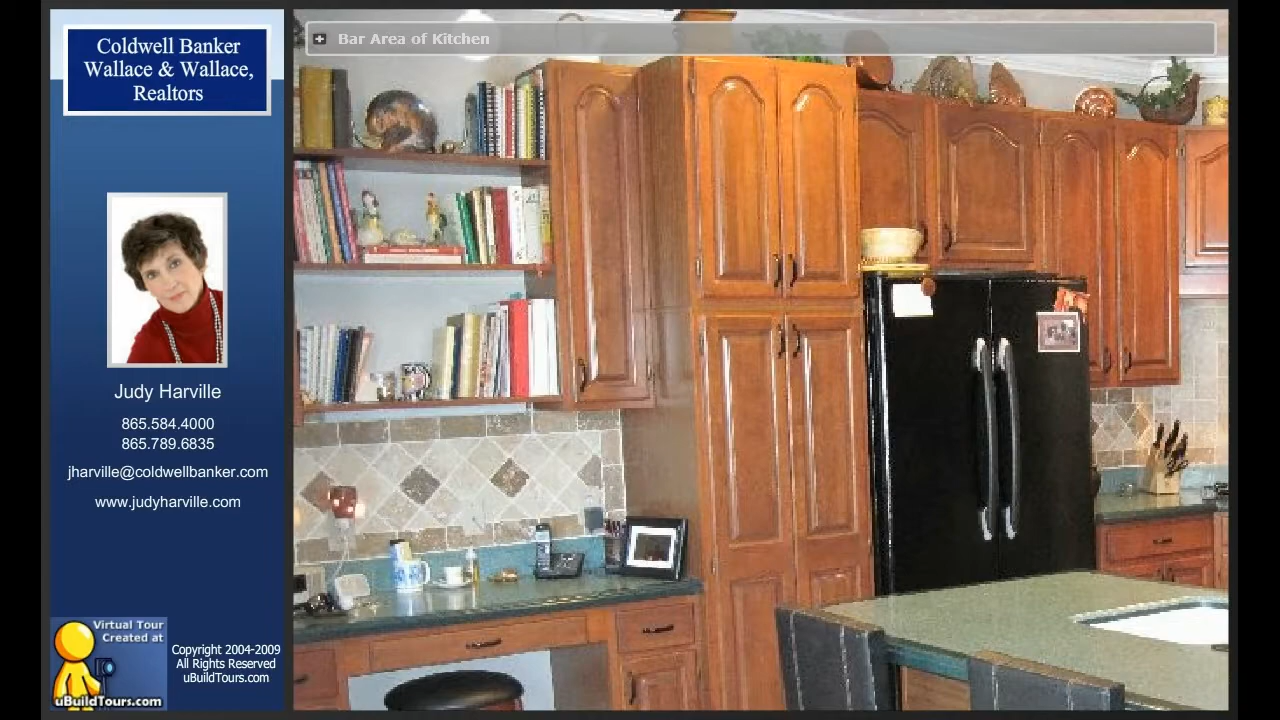 Coldwell Banker
Wallace & Wallace,
Realtors
Bar Area of Kitchen
Judy Harville
865.584.4000
865.789.6835
jharville@coldwellbanker.com
www.judyharville.com
Virtual Tour
Created at
uBuildTours.com
Copyright 2004-2009
All Rights Reserved
uBuildTours.com